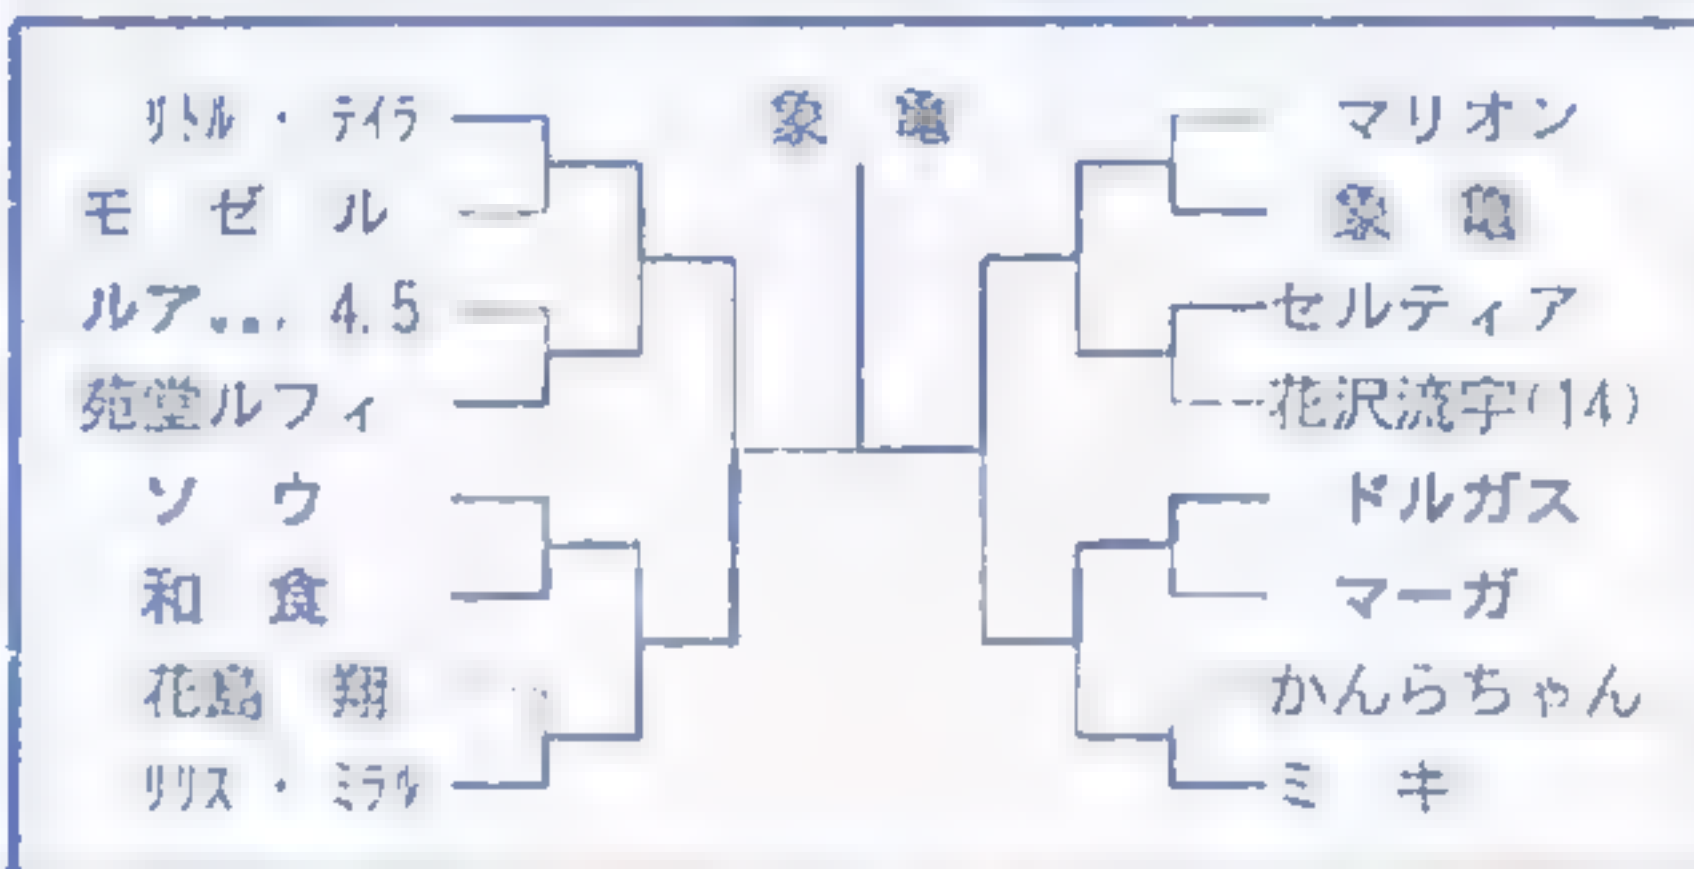 リトル・テイラ
モゼル
ルア... 4.5
苑堂ルフィ
ソウ
和食
花島 翔
リリス・ミラル
象亀
マリオン
象亀
セルティア
花沢流字(14)
ドルガス
マーガ
かんらちゃん
ミキ